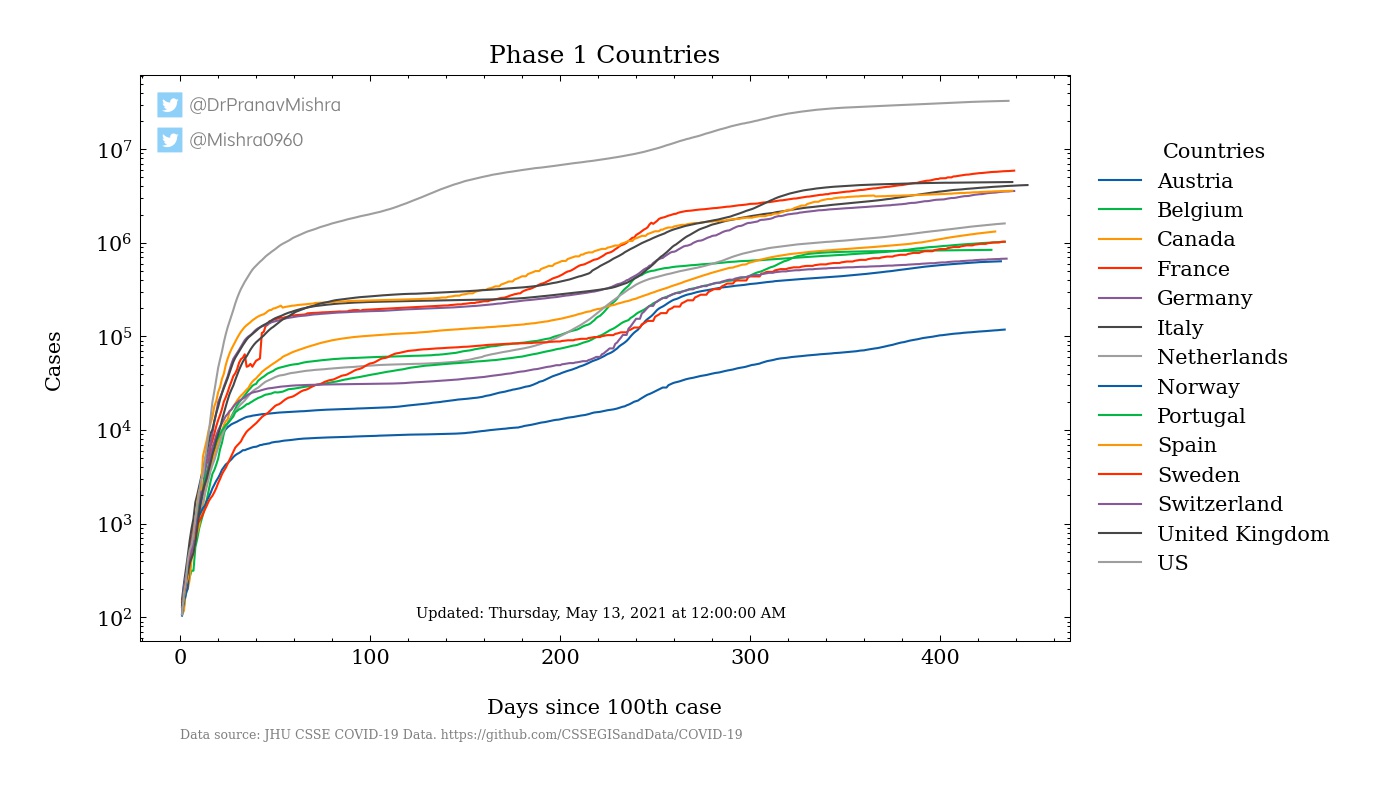 Phase 1 Countries
@DrPranavMishra
@Mishra0960
10^7
10^6
10^5
10^4
10^3
10^2
Cases
Updated: Thursday, May 13, 2021 at 12:00:00 AM
0 100 200 300 400
Days since 100th case
Data source: JHU CSSE COVID-19 Data. https://github.com/CSSEGISandData/COVID-19
Countries
Austria
Belgium
Canada
France
Germany
Italy
Netherlands
Norway
Portugal
Spain
Sweden
Switzerland
United Kingdom
US